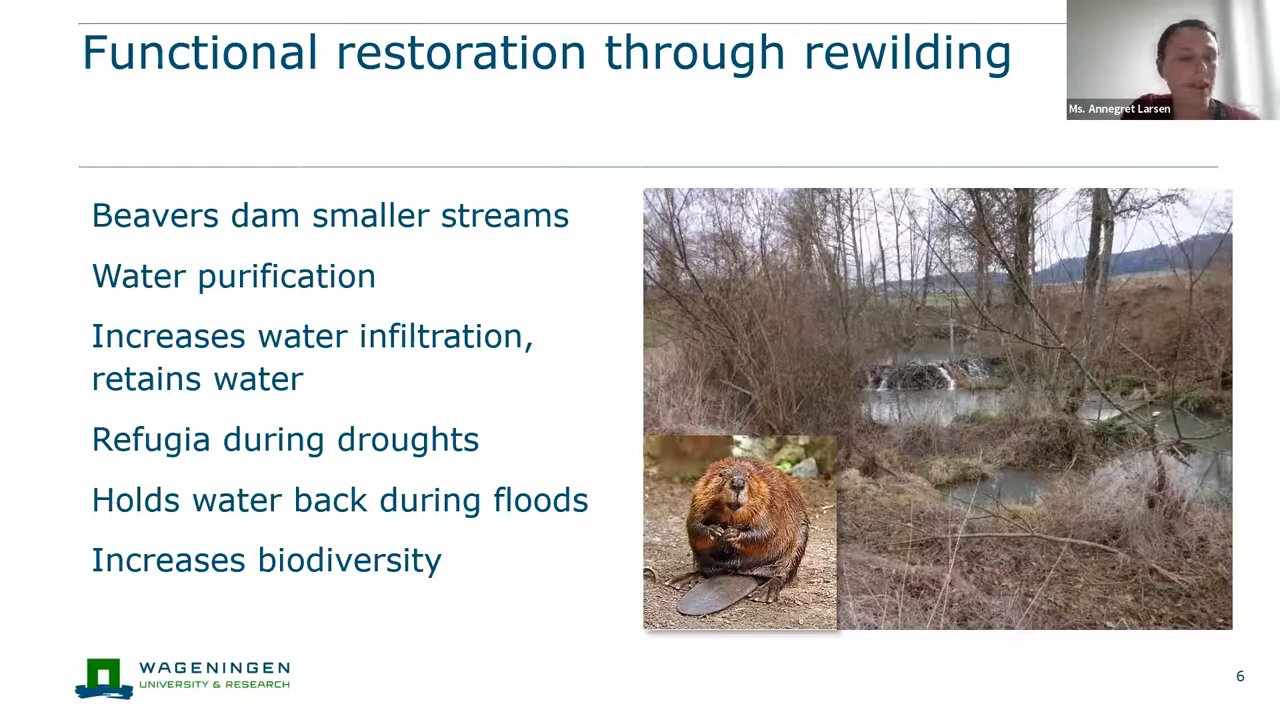 Functional restoration through rewilding
Ms. Annegret Larsen
Beavers dam smaller streams
Water purification
Increases water infiltration,
retains water
Refugia during droughts
Holds water back during floods
Increases biodiversity
WAGENINGEN
UNIVERSITY & RESEARCH
6